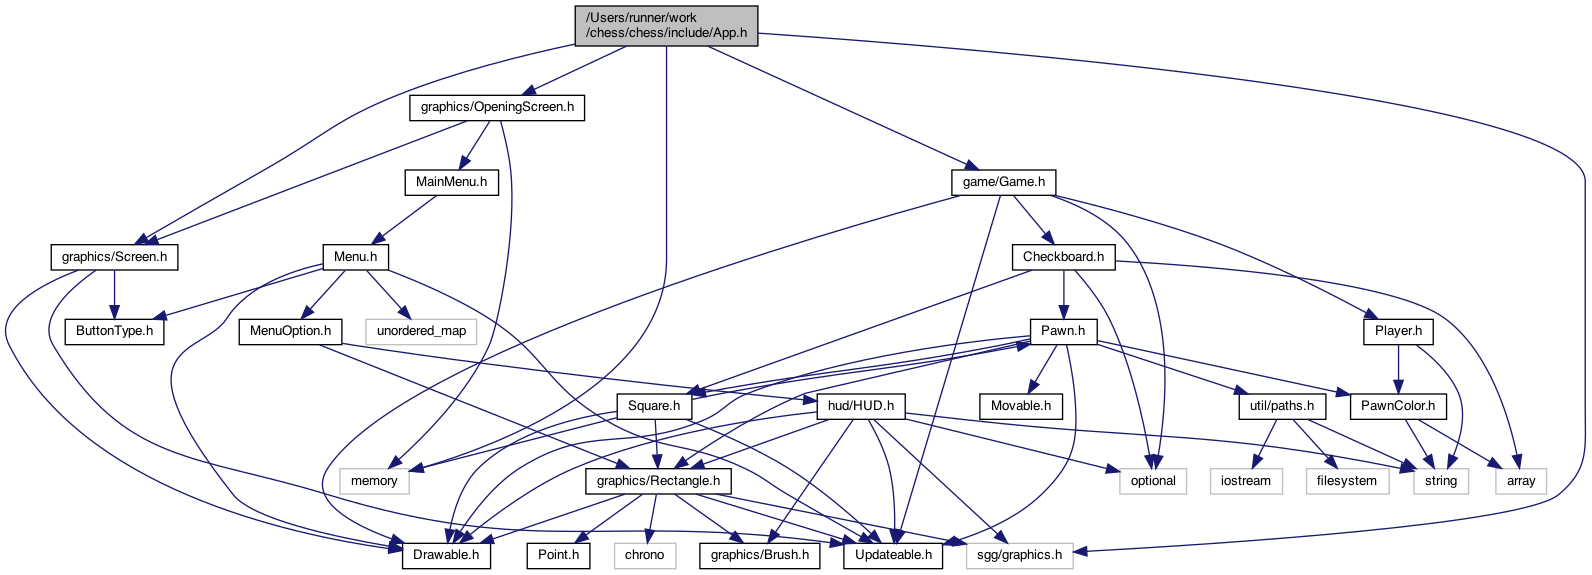 /Users/runner/work
/chess/chess/include/App.h
graphics/OpeningScreen.h
MainMenu.h
game/Game.h
graphics/Screen.h
Menu.h
Checkboard.h
ButtonType.h
MenuOption.h
unordered_map
Pawn.h
Player.h
Square.h
hud/HUD.h
Movable.h
util/paths.h
PawnColor.h
memory
graphics/Rectangle.h
optional
iostream
filesystem
string
array
Drawable.h
Point.h
chrono
graphics/Brush.h
Updateable.h
sgg/graphics.h